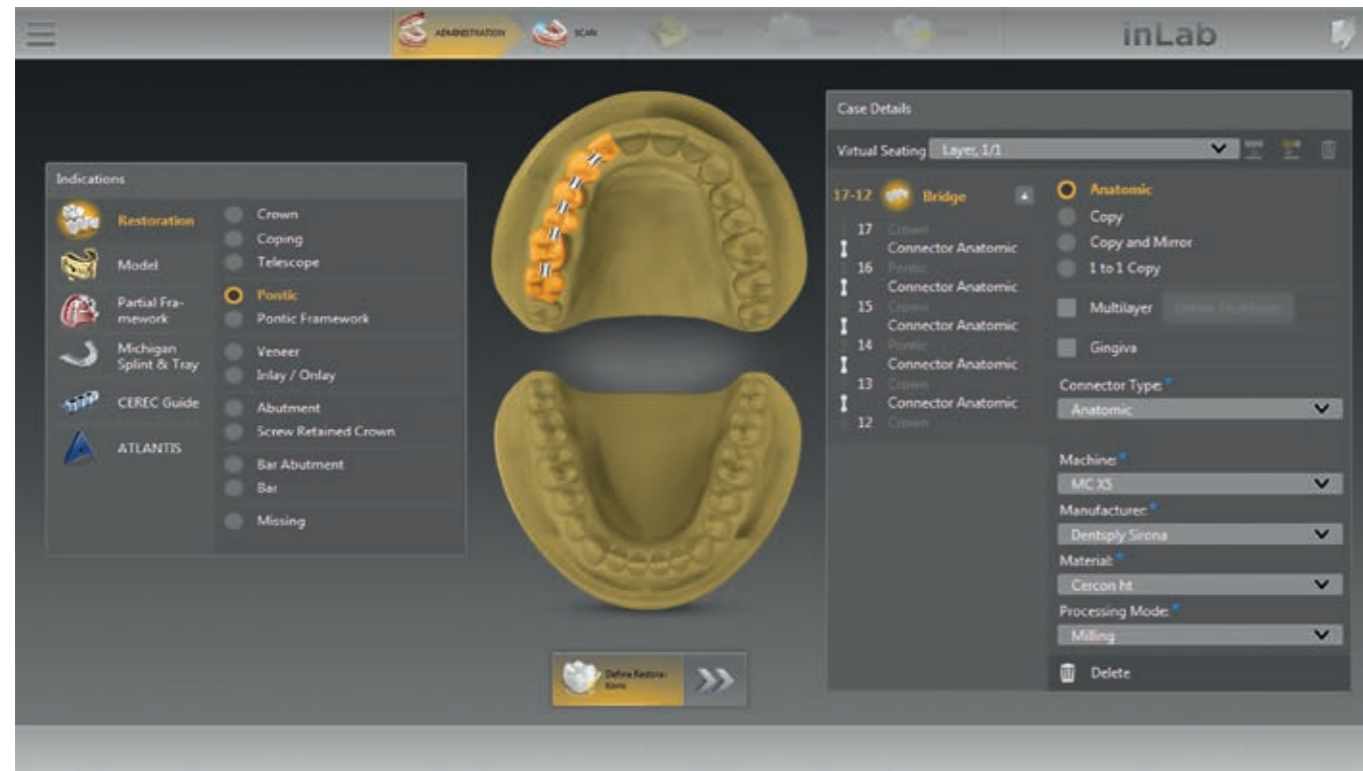 ADMINISTRATION
SCAN
inLab
Indications
Restoration
Model
Partial Fra-
mework
Michigan
Splint & Tray
CEREC Guide
ATLANTIS
Crown
Coping
Telescope
Pontic
Pontic Framework
Veneer
Inlay / Onlay
Abutment
Screw Retained Crown
Bar Abutment
Bar
Missing
Define Restora-
tions
Case Details
Virtual Seating Layer, 1/1
17-12 Bridge
17 Crown
Connector Anatomic
16 Pontic
Connector Anatomic
15 Crown
Connector Anatomic
14 Pontic
Connector Anatomic
13 Crown
Connector Anatomic
12 Crown
Anatomic
Copy
Copy and Mirror
1 to 1 Copy
Multilayer
Gingiva
Connector Type: *
Anatomic
Machine: *
MC X5
Manufacturer: *
Dentsply Sirona
Material: *
Cercon ht
Processing Mode: *
Milling
Delete